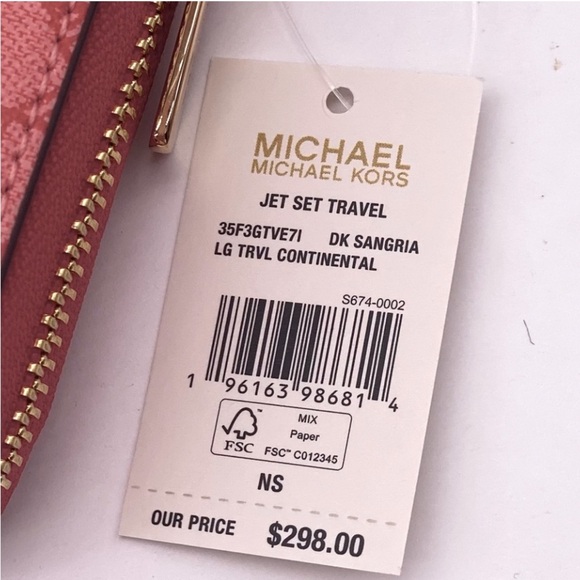 MICHAEL
MICHAEL KORS
JET SET TRAVEL
35F3GTVE7I DK SANGRIA
LG TRVL CONTINENTAL
S674-0002
1 96163 98681 4
FSC™
MIX
Paper
FSC™ C012345
NS
OUR PRICE $298.00